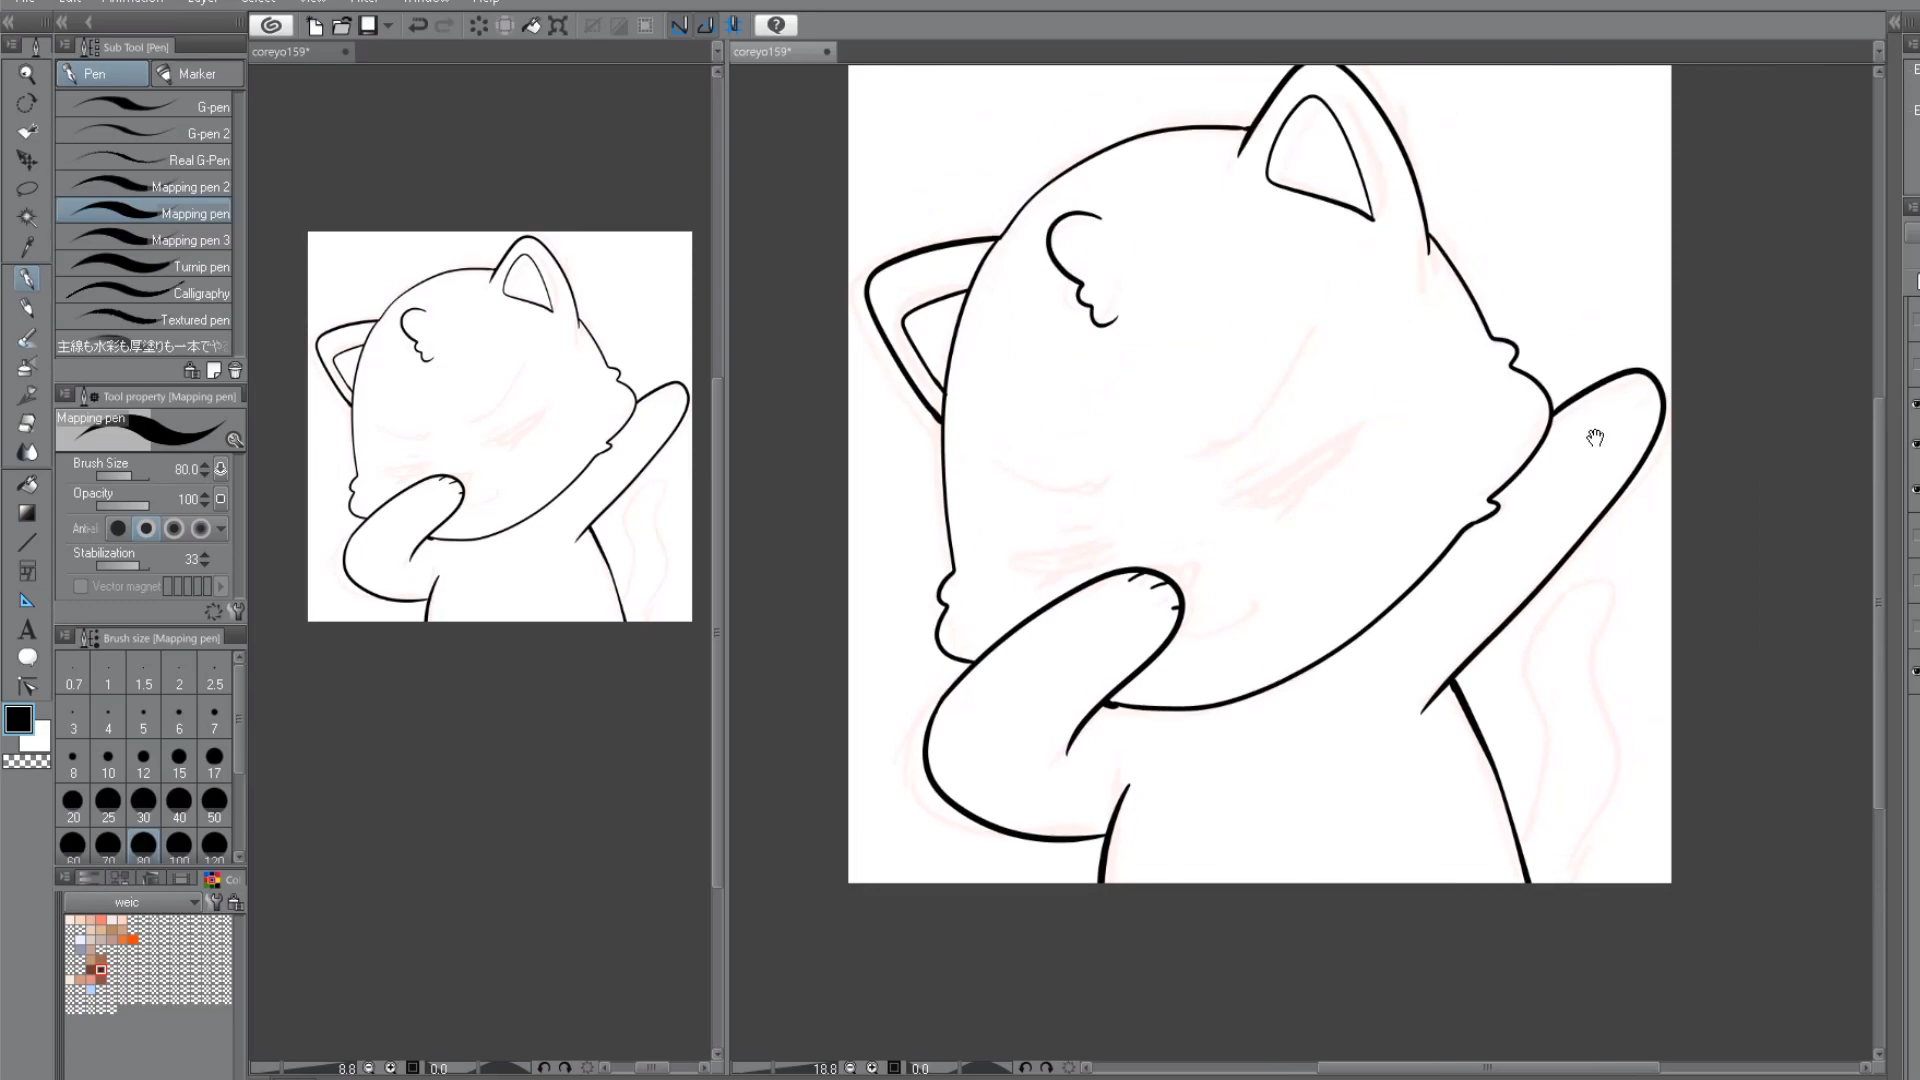 File Edit Animation Layer Select View Window Help
Sub Tool [Pen]
coreyo159*
coreyo159*
Pen
Marker
G-pen
G-pen 2
Real G-Pen
Mapping pen 2
Mapping pen
Mapping pen 3
Turnip pen
Calligraphy
Textured pen
主線も水彩も厚塗りも一本でや
Tool property [Mapping pen]
Mapping pen
Brush Size 80.0
Opacity 100
Anti-al
Stabilization 33
Vector magnet
Brush size [Mapping pen]
0.7 1 1.5 2 2.5
3 4 5 6 7
8 10 12 15 17
20 25 30 40 50
60 70 80 100 120
Co
weic
8.8 0.0
18.8 0.0